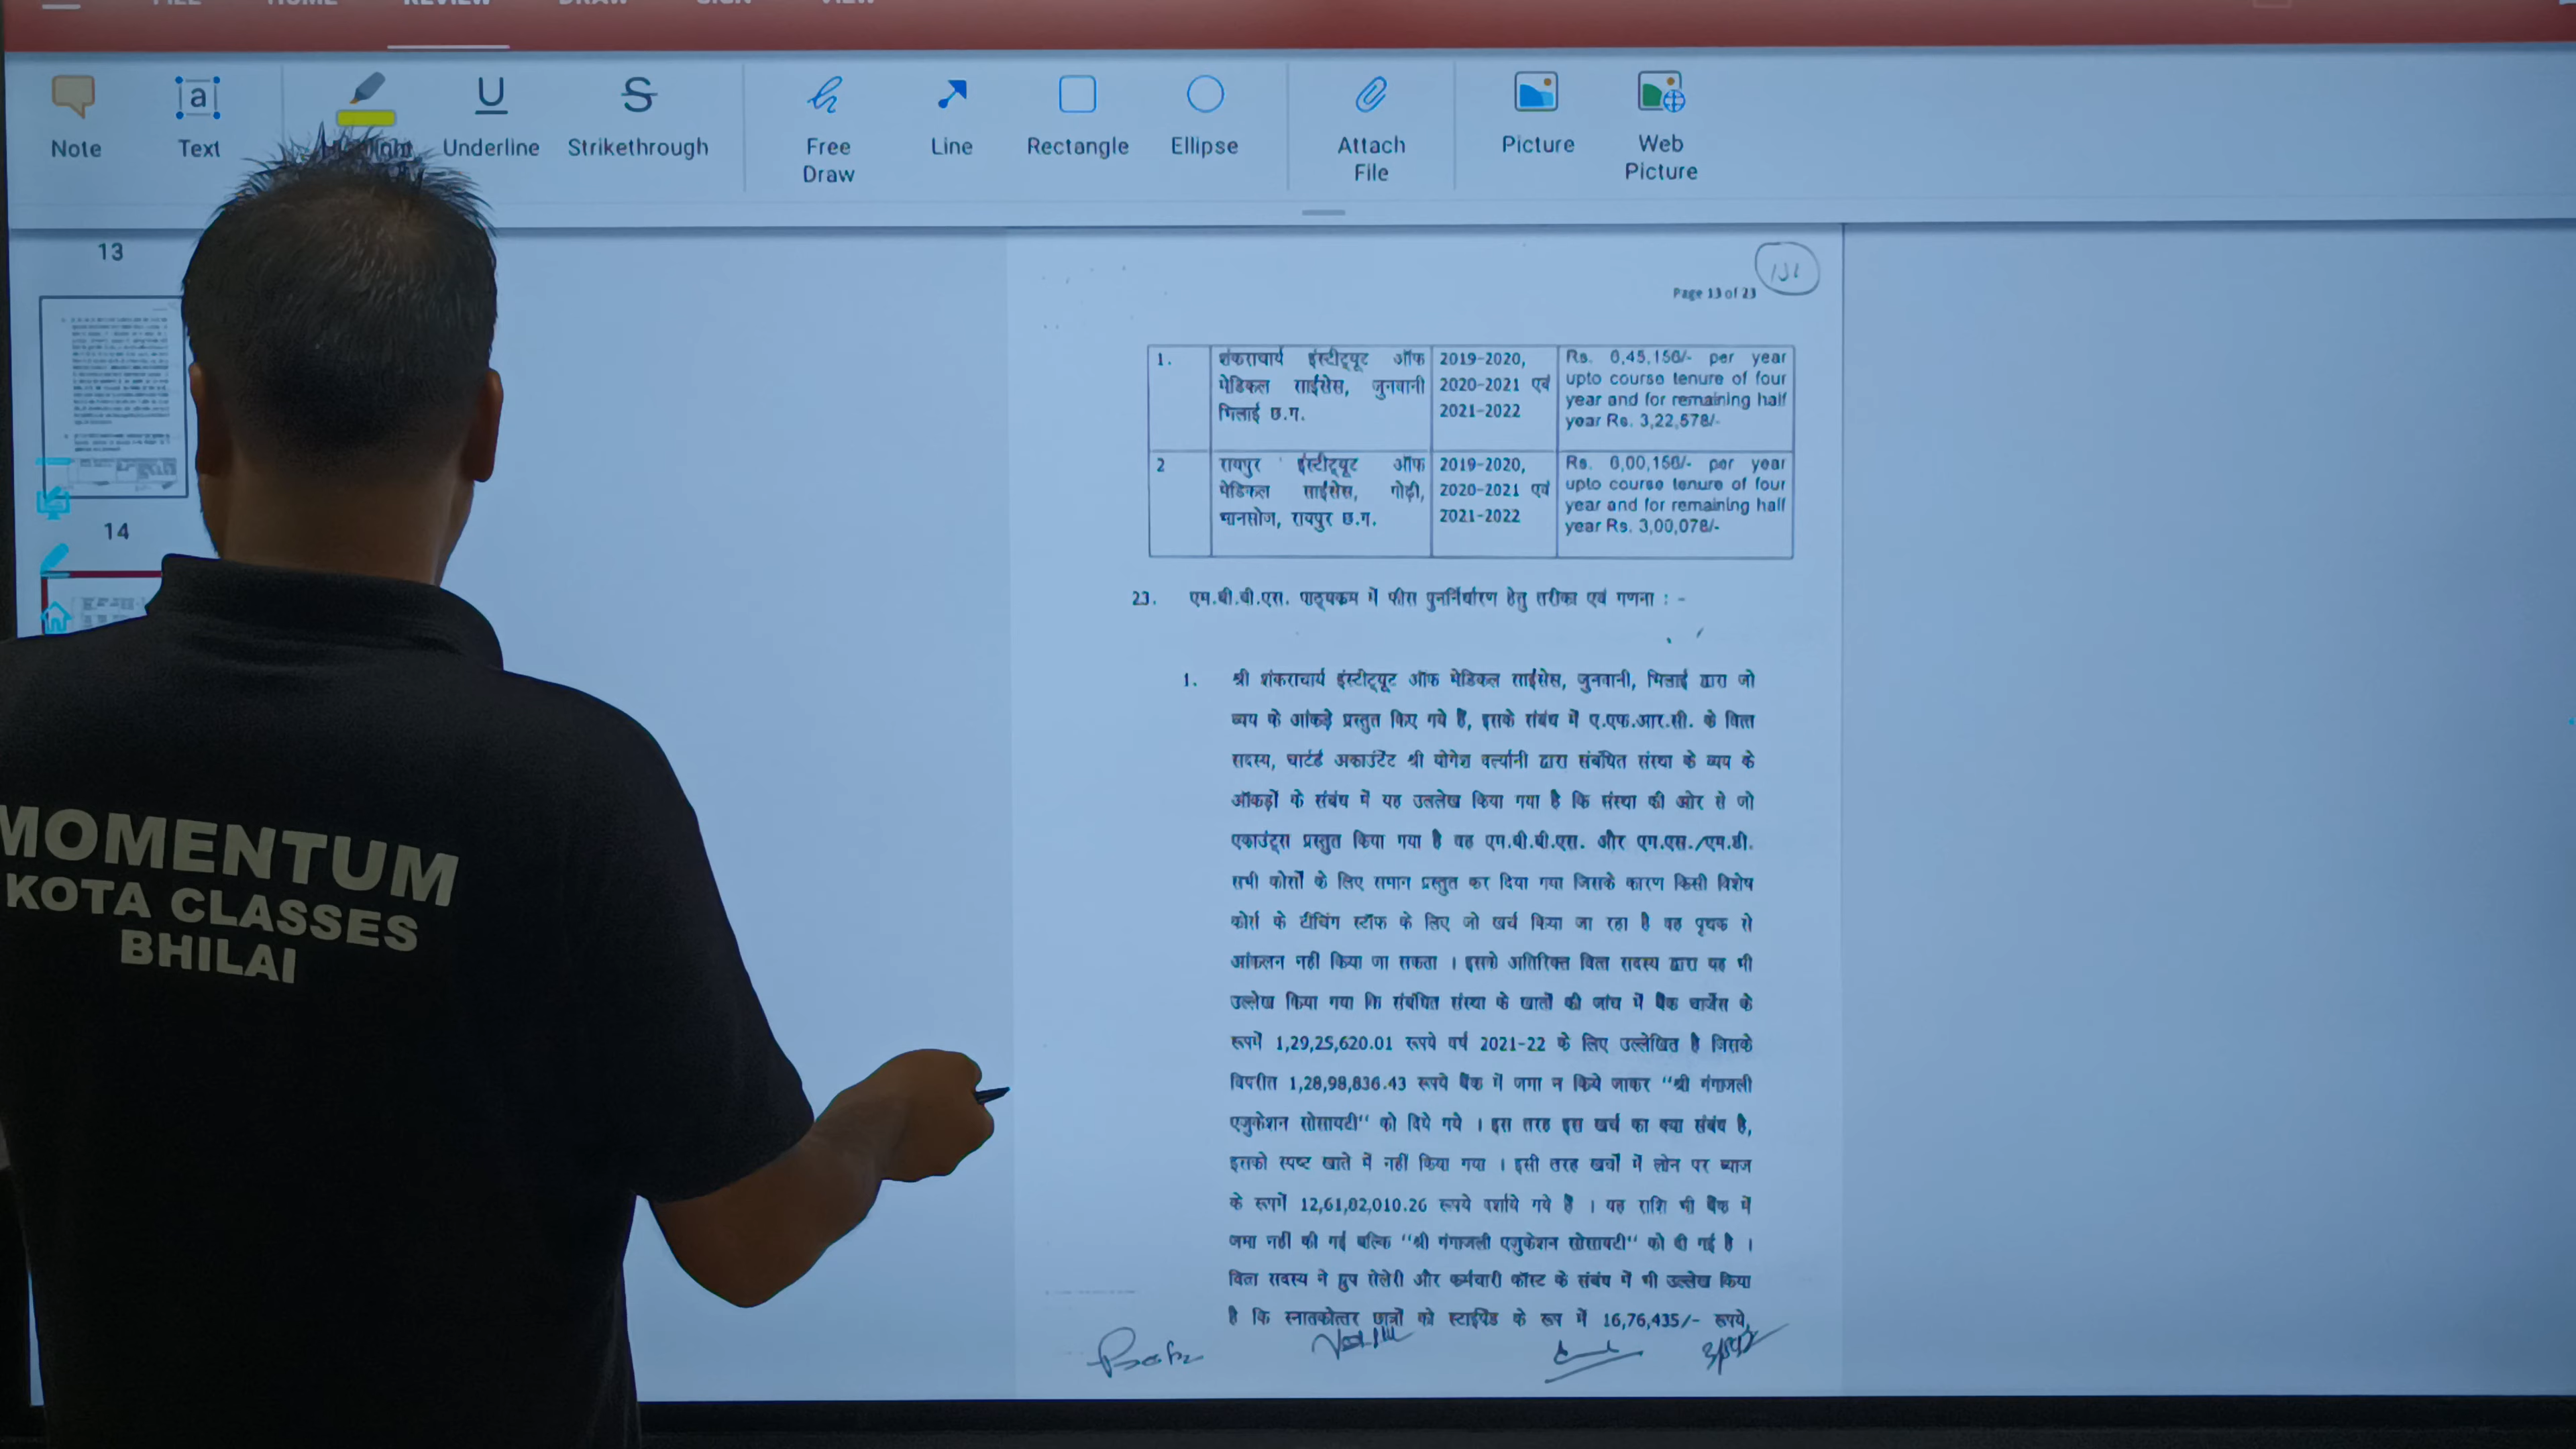 REVIEW
Note
Text
Underline
Strikethrough
Free
Draw
Line
Rectangle
Ellipse
Attach
File
Picture
Web
Picture
13
14
Page 13 of 23
1. शंकराचार्य इंस्टीट्यूट ऑफ मेडिकल साईंसेस, जुनवानी भिलाई छ.ग. 2019-2020, 2020-2021 एवं 2021-2022 Rs. 6,45,156/- per year upto course tenure of four year and for remaining half year Rs. 3,22,578/-
2 रायपुर इंस्टीट्यूट ऑफ मेडिकल साईंसेस, गोढ़ी, भानसोज, रायपुर छ.ग. 2019-2020, 2020-2021 एवं 2021-2022 Rs. 6,00,156/- per year upto course tenure of four year and for remaining half year Rs. 3,00,078/-
23. एम.बी.बी.एस. पाठ्यक्रम में फीस पुनर्निर्धारण हेतु तरीका एवं गणना : -
1. श्री शंकराचार्य इंस्टीट्यूट ऑफ मेडिकल साईंसेस, जुनवानी, भिलाई द्वारा जो
व्यय के आंकड़े प्रस्तुत किए गये हैं, इसके संबंध में ए.एफ.आर.सी. के वित्त
सदस्य, चार्टर्ड अकाउंटेंट श्री योगेश वर्ल्यानी द्वारा संबंधित संस्था के व्यय के
ऑकड़ों के संबंध में यह उललेख किया गया है कि संस्था की ओर से जो
एकाउंट्स प्रस्तुत किया गया है वह एम.बी.बी.एस. और एम.एस./एम.डी.
सभी कोर्सों के लिए समान प्रस्तुत कर दिया गया जिसके कारण किसी विशेष
कोर्स के टीचिंग स्टॉफ के लिए जो खर्च किया जा रहा है वह पृथक से
आंकलन नहीं किया जा सकता । इसके अतिरिक्त वित्त सदस्य द्वारा यह भी
उल्लेख किया गया कि संबंधित संस्था के खातों की जांच में बैंक चार्जेस के
रूपमें 1,29,25,620.01 रूपये वर्ष 2021-22 के लिए उल्लेखित है जिसके
विपरीत 1,28,98,836.43 रूपये बैंक में जमा न किये जाकर "श्री गंगाजली
एजुकेशन सोसायटी" को दिये गये । इस तरह इस खर्च का क्या संबंध है,
इसको स्पष्ट खाते में नहीं किया गया । इसी तरह खर्चों में लोन पर ब्याज
के रूपमें 12,61,02,010.26 रूपये दर्शाये गये हैं । यह राशि भी बैंक में
जमा नहीं की गई बल्कि "श्री गंगाजली एजुकेशन सोसायटी" को दी गई है ।
वित्त सदस्य ने ग्रुप सेलेरी और कर्मचारी कॉस्ट के संबंध में भी उल्लेख किया
है कि स्नातकोत्तर छात्रों को स्टाईपेंड के रूप में 16,76,435/- रूपये,
MOMENTUM
KOTA CLASSES
BHILAI